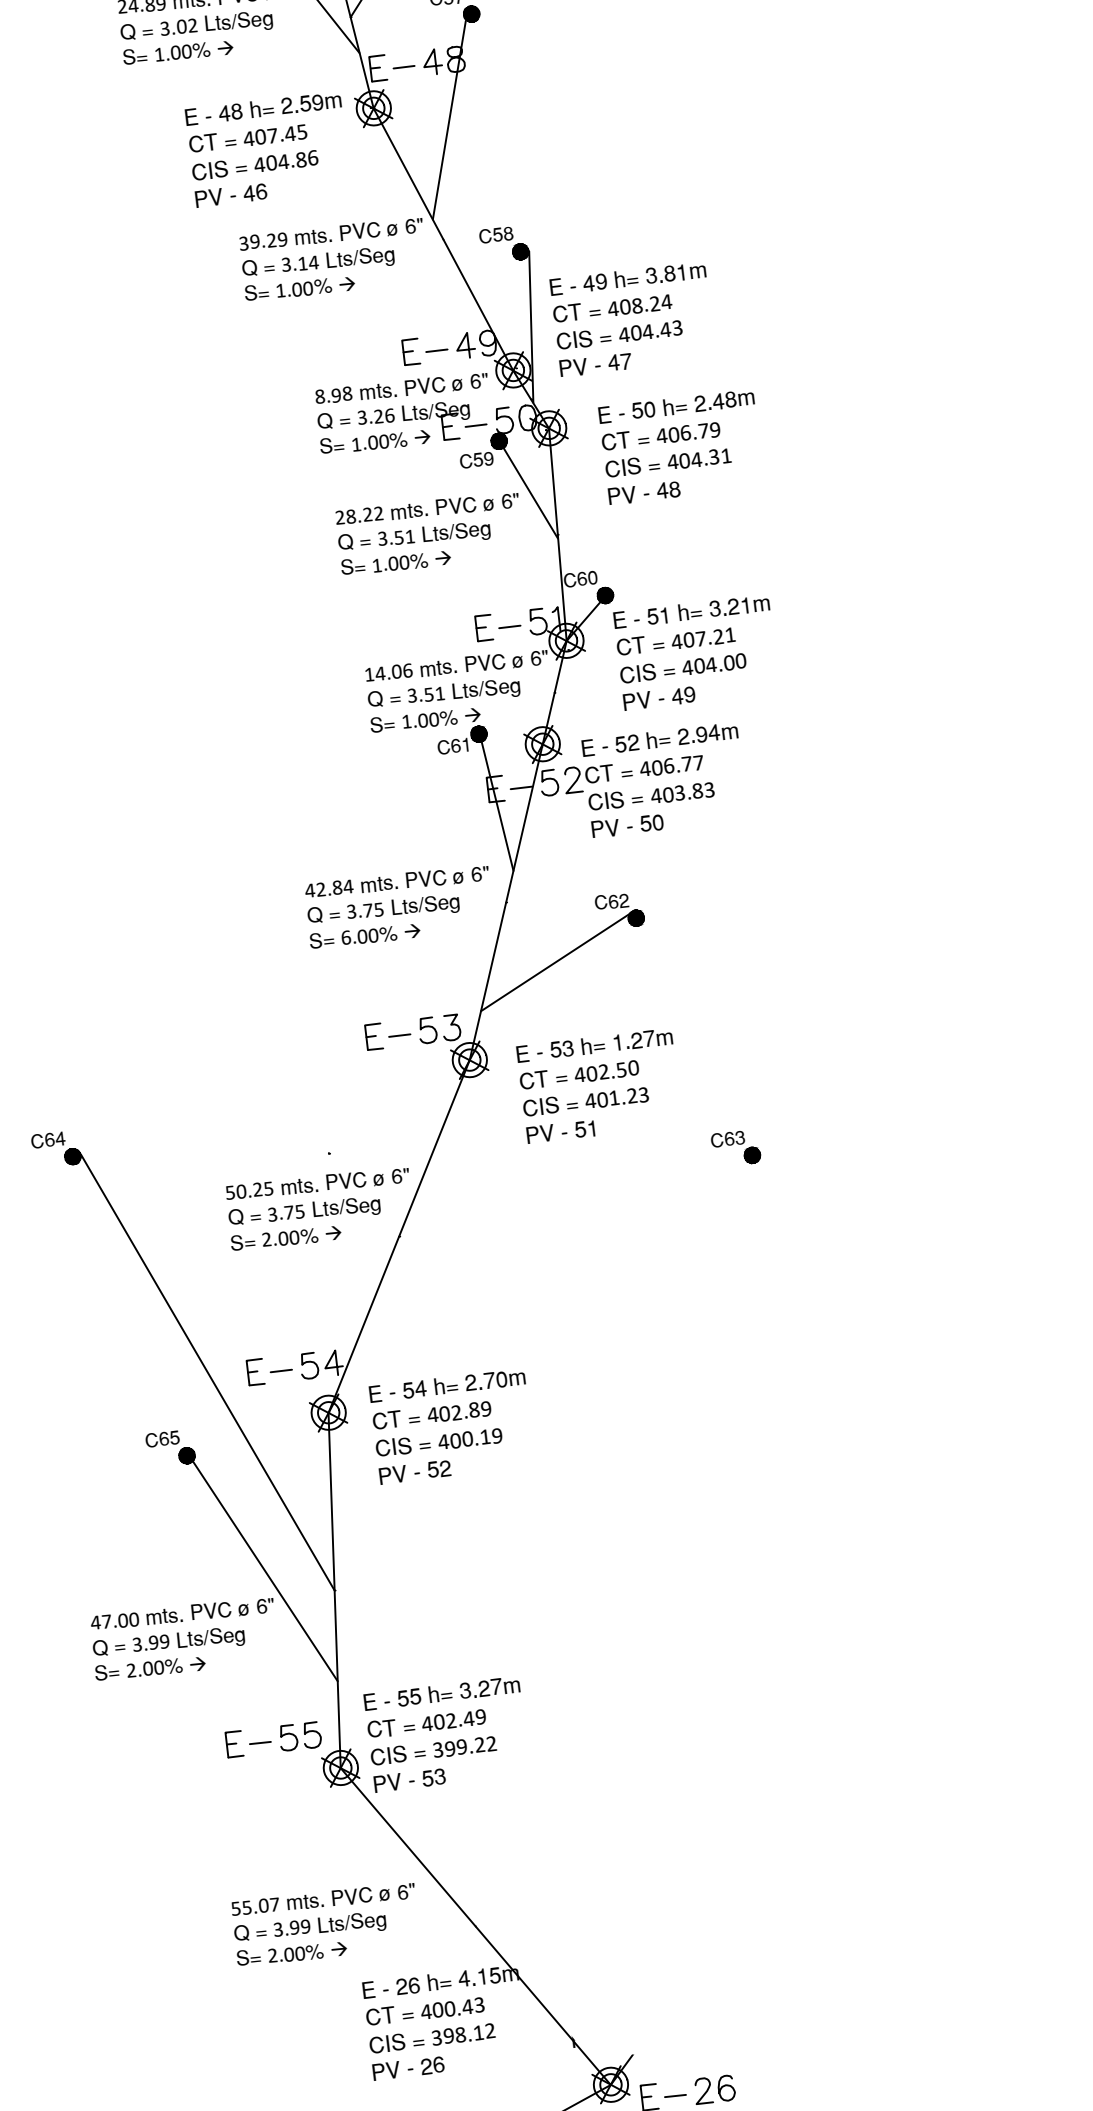 24.89 mts.
Q = 3.02 Lts/Seg
S= 1.00% →
E-48
E - 48 h= 2.59m
CT = 407.45
CIS = 404.86
PV - 46
39.29 mts. PVC ø 6"
Q = 3.14 Lts/Seg
S= 1.00% →
C58
E - 49 h= 3.81m
CT = 408.24
CIS = 404.43
PV - 47
E-49
8.98 mts. PVC ø 6"
Q = 3.26 Lts/Seg
S= 1.00% →
E-50
C59
E - 50 h= 2.48m
CT = 406.79
CIS = 404.31
PV - 48
28.22 mts. PVC ø 6"
Q = 3.51 Lts/Seg
S= 1.00% →
C60
E-51
E - 51 h= 3.21m
CT = 407.21
CIS = 404.00
PV - 49
14.06 mts. PVC ø 6"
Q = 3.51 Lts/Seg
S= 1.00% →
C61
E-52
E - 52 h= 2.94m
CT = 406.77
CIS = 403.83
PV - 50
42.84 mts. PVC ø 6"
Q = 3.75 Lts/Seg
S= 6.00% →
C62
E-53
E - 53 h= 1.27m
CT = 402.50
CIS = 401.23
PV - 51
C63
C64
50.25 mts. PVC ø 6"
Q = 3.75 Lts/Seg
S= 2.00% →
E-54
E - 54 h= 2.70m
CT = 402.89
CIS = 400.19
PV - 52
C65
47.00 mts. PVC ø 6"
Q = 3.99 Lts/Seg
S= 2.00% →
E-55
E - 55 h= 3.27m
CT = 402.49
CIS = 399.22
PV - 53
55.07 mts. PVC ø 6"
Q = 3.99 Lts/Seg
S= 2.00% →
E - 26 h= 4.15m
CT = 400.43
CIS = 398.12
PV - 26
E-26